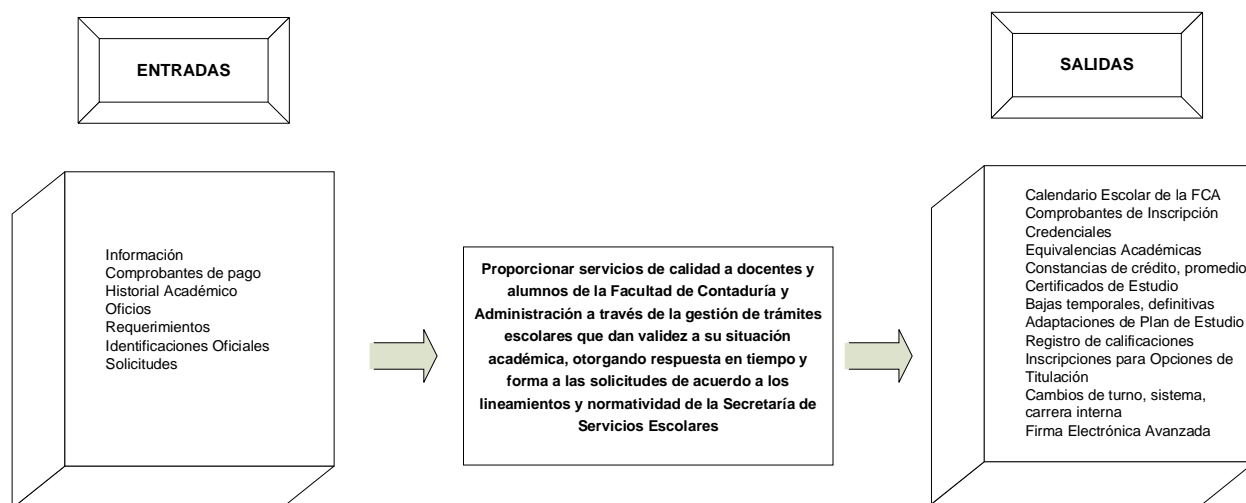 ENTRADAS
SALIDAS
Información
Comprobantes de pago
Historial Académico
Oficios
Requerimientos
Identificaciones Oficiales
Solicitudes
Proporcionar servicios de calidad a docentes y
alumnos de la Facultad de Contaduría y
Administración a través de la gestión de trámites
escolares que dan validez a su situación
académica, otorgando respuesta en tiempo y
forma a las solicitudes de acuerdo a los
lineamientos y normatividad de la Secretaría de
Servicios Escolares
Calendario Escolar de la FCA
Comprobantes de Inscripción
Credenciales
Equivalencias Académicas
Constancias de crédito, promedio
Certificados de Estudio
Bajas temporales, definitivas
Adaptaciones de Plan de Estudio
Registro de calificaciones
Inscripciones para Opciones de
Titulación
Cambios de turno, sistema,
carrera interna
Firma Electrónica Avanzada